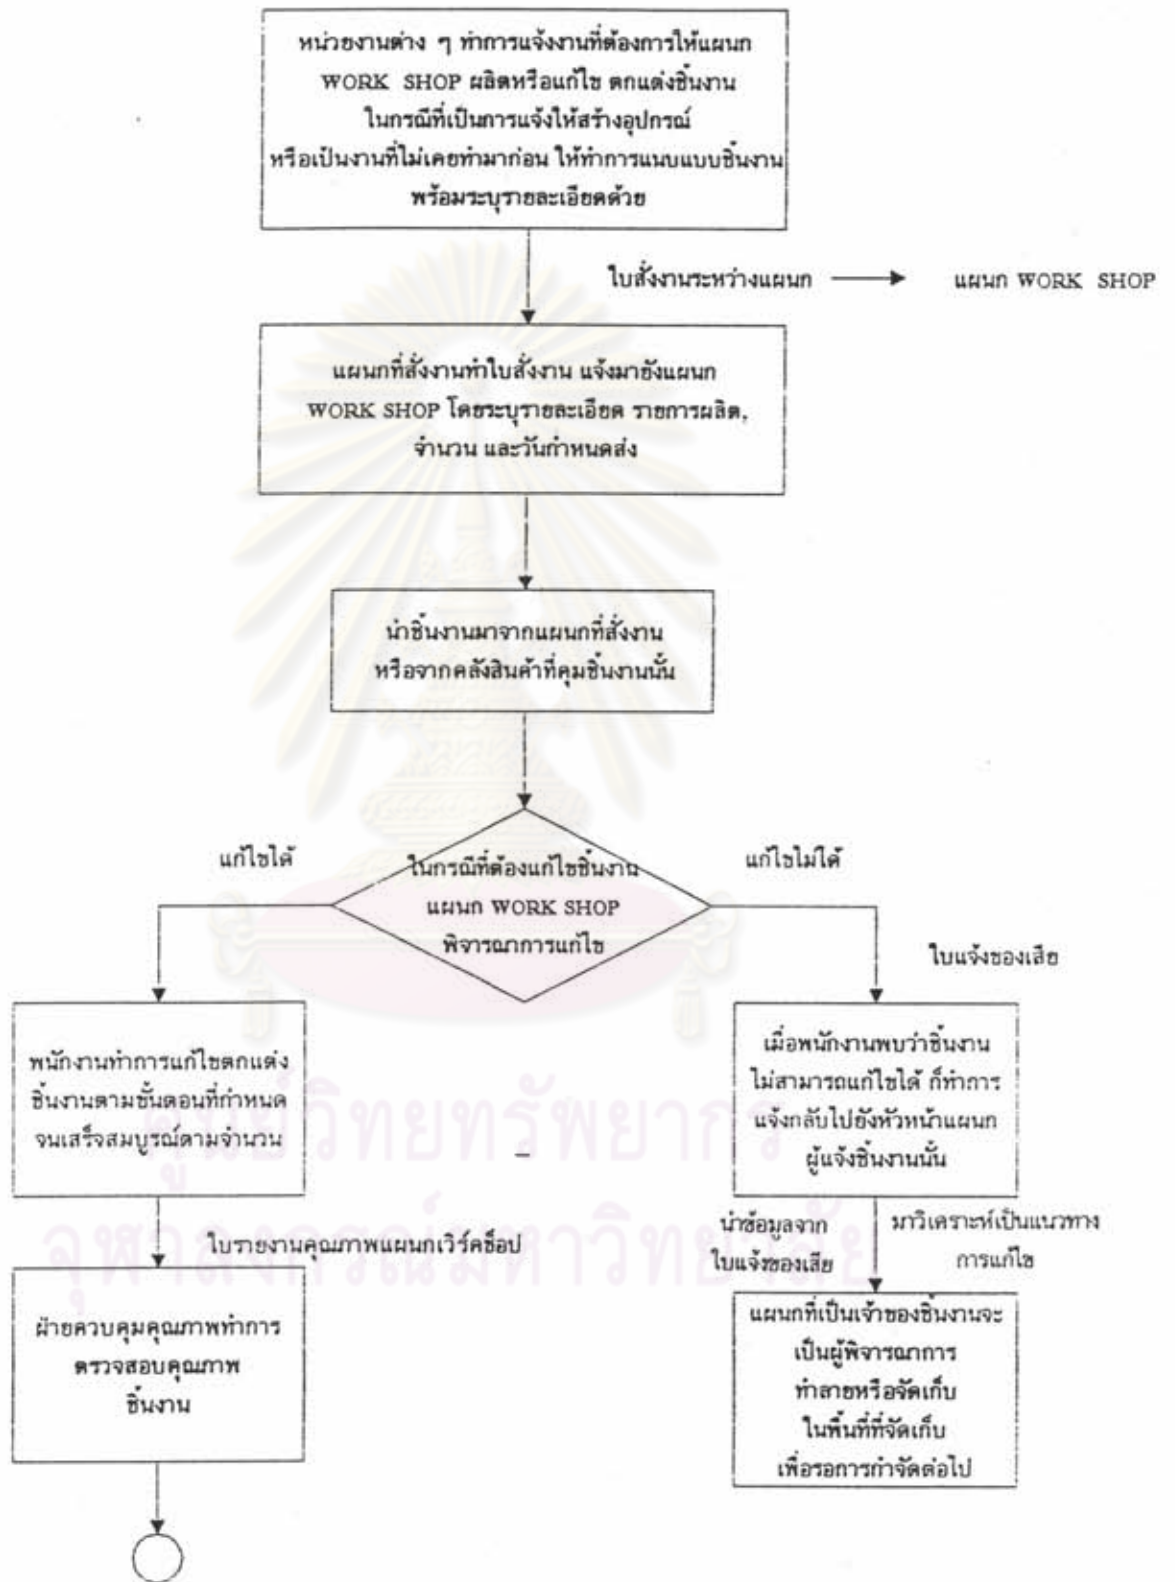 หน่วยงานต่าง ๆ ทำการแจ้งงานที่ต้องการให้แผนก
WORK SHOP ผลิตหรือแก้ไข ตกแต่งชิ้นงาน
ในกรณีที่เป็นการแจ้งให้สร้างอุปกรณ์
หรือเป็นงานที่ไม่เคยทำมาก่อน ให้ทำการแนบแบบชิ้นงาน
พร้อมระบุรายละเอียดด้วย
ใบสั่งงานระหว่างแผนก
แผนก WORK SHOP
แผนกที่สั่งงานทำใบสั่งงาน แจ้งมายังแผนก
WORK SHOP โดยระบุรายละเอียด รายการผลิต,
จำนวน และวันกำหนดส่ง
นำชิ้นงานมาจากแผนกที่สั่งงาน
หรือจากคลังสินค้าที่คุมชิ้นงานนั้น
แก้ไขได้
ในกรณีที่ต้องแก้ไขชิ้นงาน
แผนก WORK SHOP
พิจารณาการแก้ไข
แก้ไขไม่ได้
ใบแจ้งของเสีย
พนักงานทำการแก้ไขตกแต่ง
ชิ้นงานตามขั้นตอนที่กำหนด
จนเสร็จสมบูรณ์ตามจำนวน
เมื่อพนักงานพบว่าชิ้นงาน
ไม่สามารถแก้ไขได้ ก็ทำการ
แจ้งกลับไปยังหัวหน้าแผนก
ผู้แจ้งชิ้นงานนั้น
ศูนย์วิทยทรัพยากร
จุฬาลงกรณ์มหาวิทยาลัย
ใบรายงานคุณภาพแผนกเวิร์คช็อป
นำข้อมูลจาก
ใบแจ้งของเสีย
มาวิเคราะห์เป็นแนวทาง
การแก้ไข
ฝ่ายควบคุมคุณภาพทำการ
ตรวจสอบคุณภาพ
ชิ้นงาน
แผนกที่เป็นเจ้าของชิ้นงานจะ
เป็นผู้พิจารณาการ
ทำลายหรือจัดเก็บ
ในพื้นที่ที่จัดเก็บ
เพื่อรอการกำจัดต่อไป